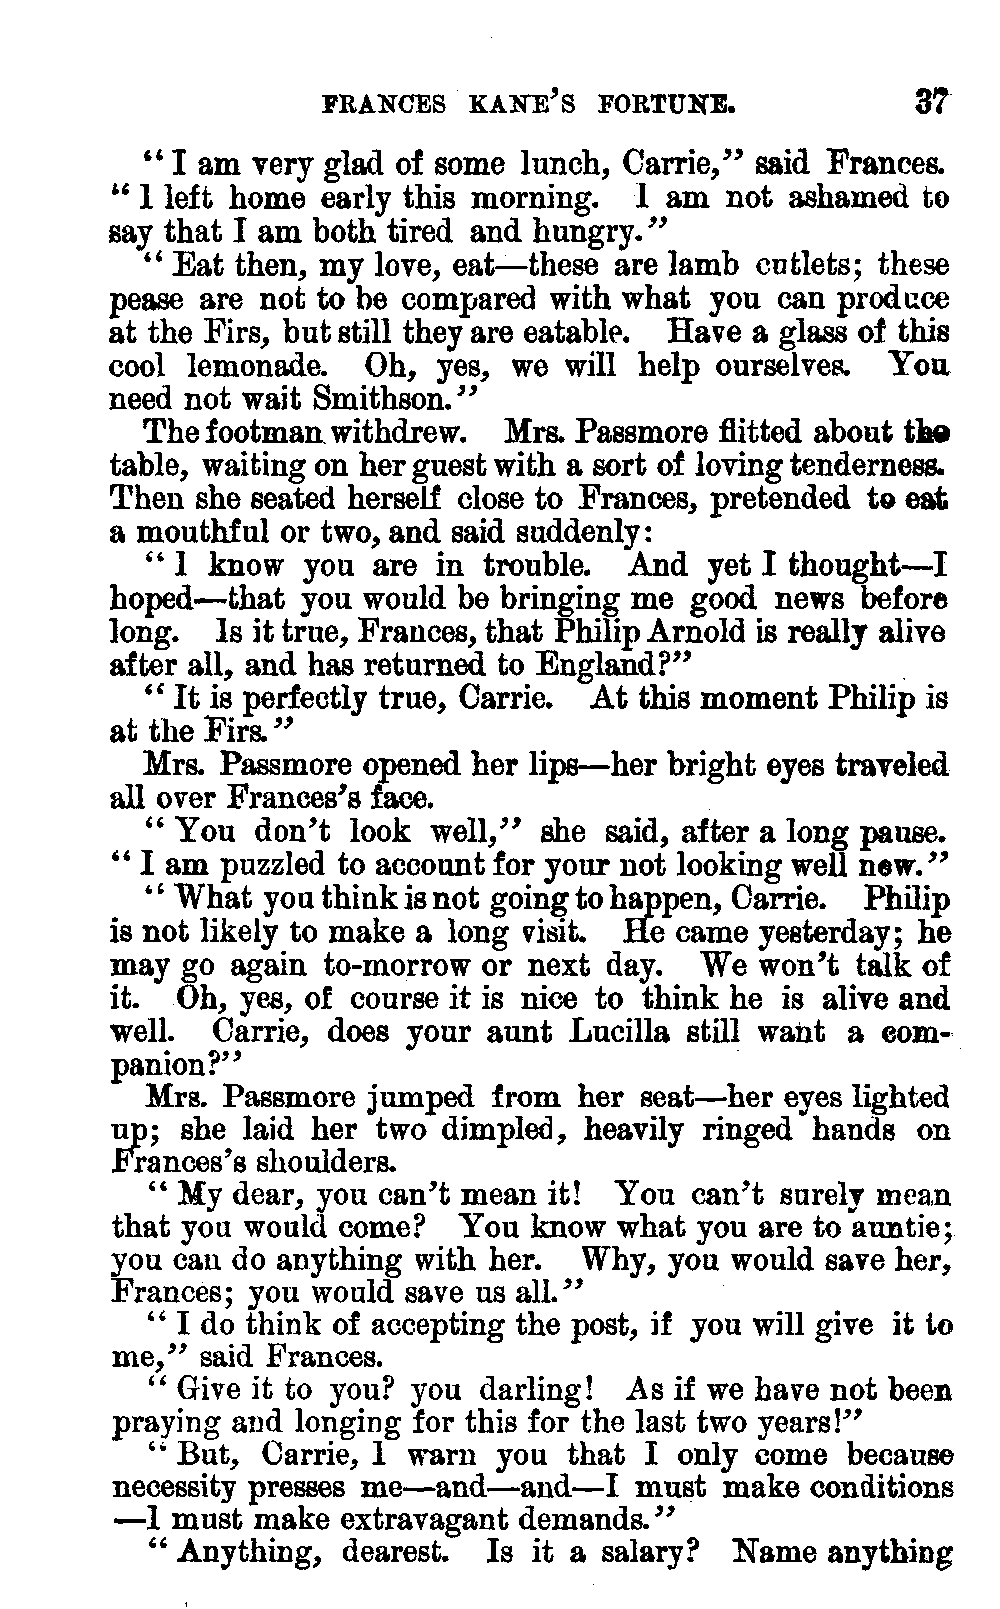 FRANCES KANE'S FORTUNE. 37
"I am very glad of some lunch, Carrie," said Frances.
"I left home early this morning. I am not ashamed to
say that I am both tired and hungry."
"Eat then, my love, eat—these are lamb cutlets; these
pease are not to be compared with what you can produce
at the Firs, but still they are eatable. Have a glass of this
cool lemonade. Oh, yes, we will help ourselves. You
need not wait Smithson."
The footman withdrew. Mrs. Passmore flitted about the
table, waiting on her guest with a sort of loving tenderness.
Then she seated herself close to Frances, pretended to eat
a mouthful or two, and said suddenly:
"I know you are in trouble. And yet I thought—I
hoped—that you would be bringing me good news before
long. Is it true, Frances, that Philip Arnold is really alive
after all, and has returned to England?"
"It is perfectly true, Carrie. At this moment Philip is
at the Firs."
Mrs. Passmore opened her lips—her bright eyes traveled
all over Frances's face.
"You don't look well," she said, after a long pause.
"I am puzzled to account for your not looking well now."
"What you think is not going to happen, Carrie. Philip
is not likely to make a long visit. He came yesterday; he
may go again to-morrow or next day. We won't talk of
it. Oh, yes, of course it is nice to think he is alive and
well. Carrie, does your aunt Lucilla still want a com-
panion?"
Mrs. Passmore jumped from her seat—her eyes lighted
up; she laid her two dimpled, heavily ringed hands on
Frances's shoulders.
"My dear, you can't mean it! You can't surely mean
that you would come? You know what you are to auntie;
you can do anything with her. Why, you would save her,
Frances; you would save us all."
"I do think of accepting the post, if you will give it to
me," said Frances.
"Give it to you? you darling! As if we have not been
praying and longing for this for the last two years!"
"But, Carrie, I warn you that I only come because
necessity presses me—and—and—I must make conditions
—I must make extravagant demands."
"Anything, dearest. Is it a salary? Name anything